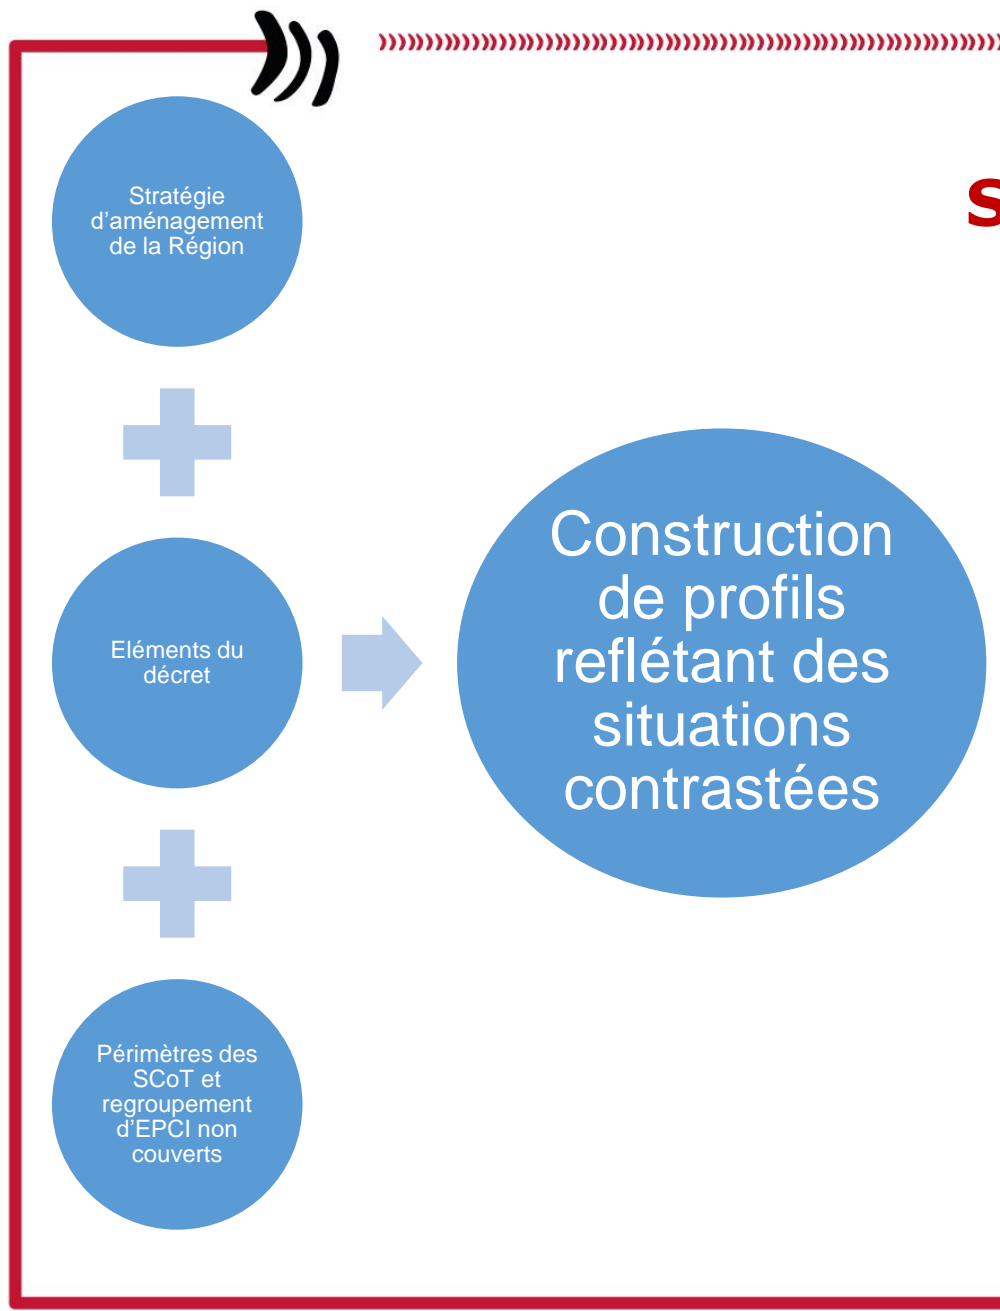 S
Stratégie
d’aménagement
de la Région
Eléments du
décret
Périmètres des
SCoT et
regroupement
d’EPCI non
couverts
Construction
de profils
reflétant des
situations
contrastées